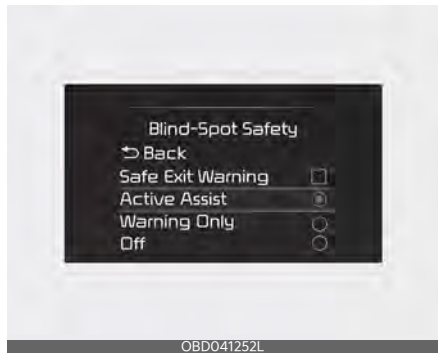 Blind-Spot Safety
Back
Safe Exit Warning
Active Assist
Warning Only
Off
OBD041252L